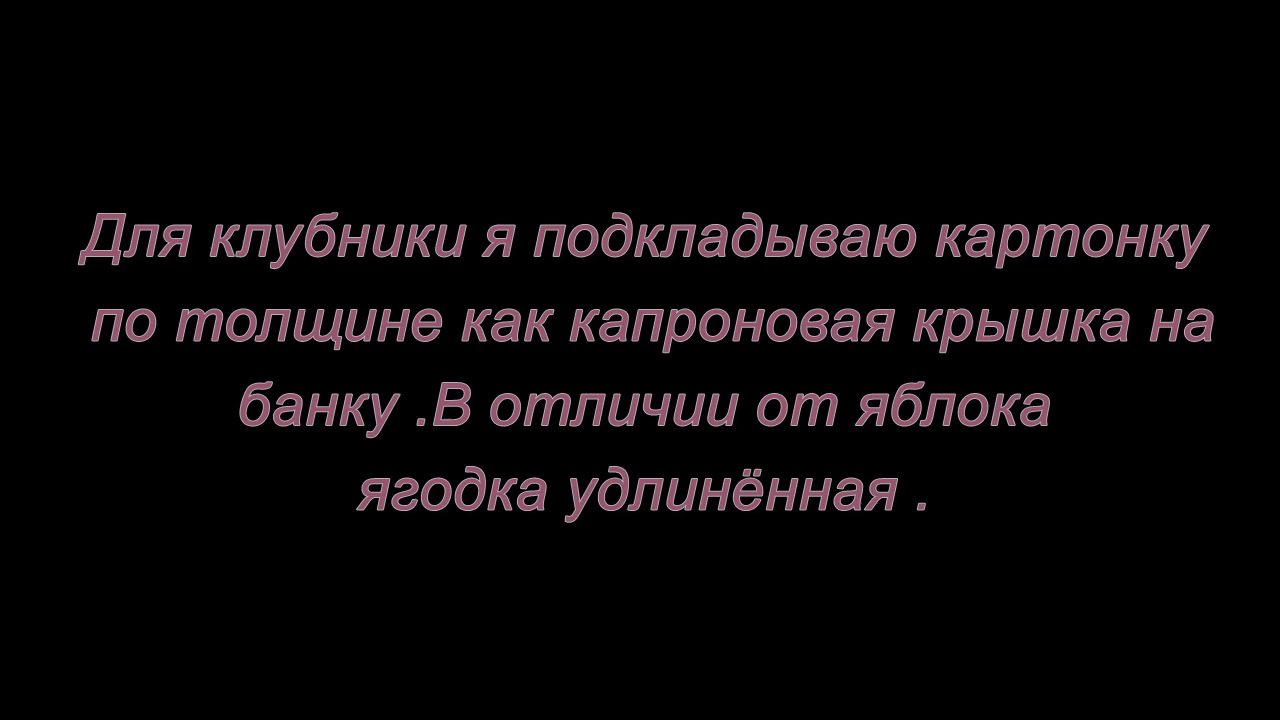 Для клубники я подкладываю картонку
по толщине как капроновая крышка на
банку .В отличии от яблока
ягодка удлинённая .